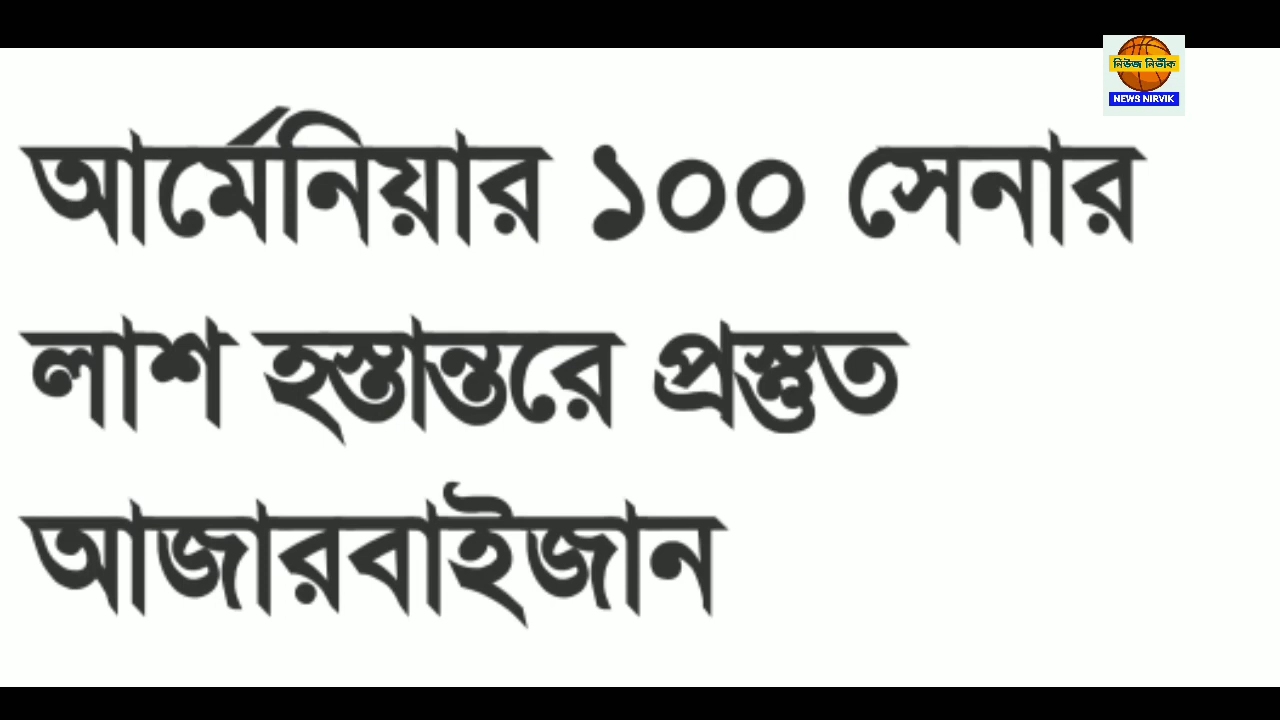 নিউজ নির্ভীক
NEWS NIRVIK
আর্মেনিয়ার ১০০ সেনার
লাশ হস্তান্তরে প্রস্তুত
আজারবাইজান